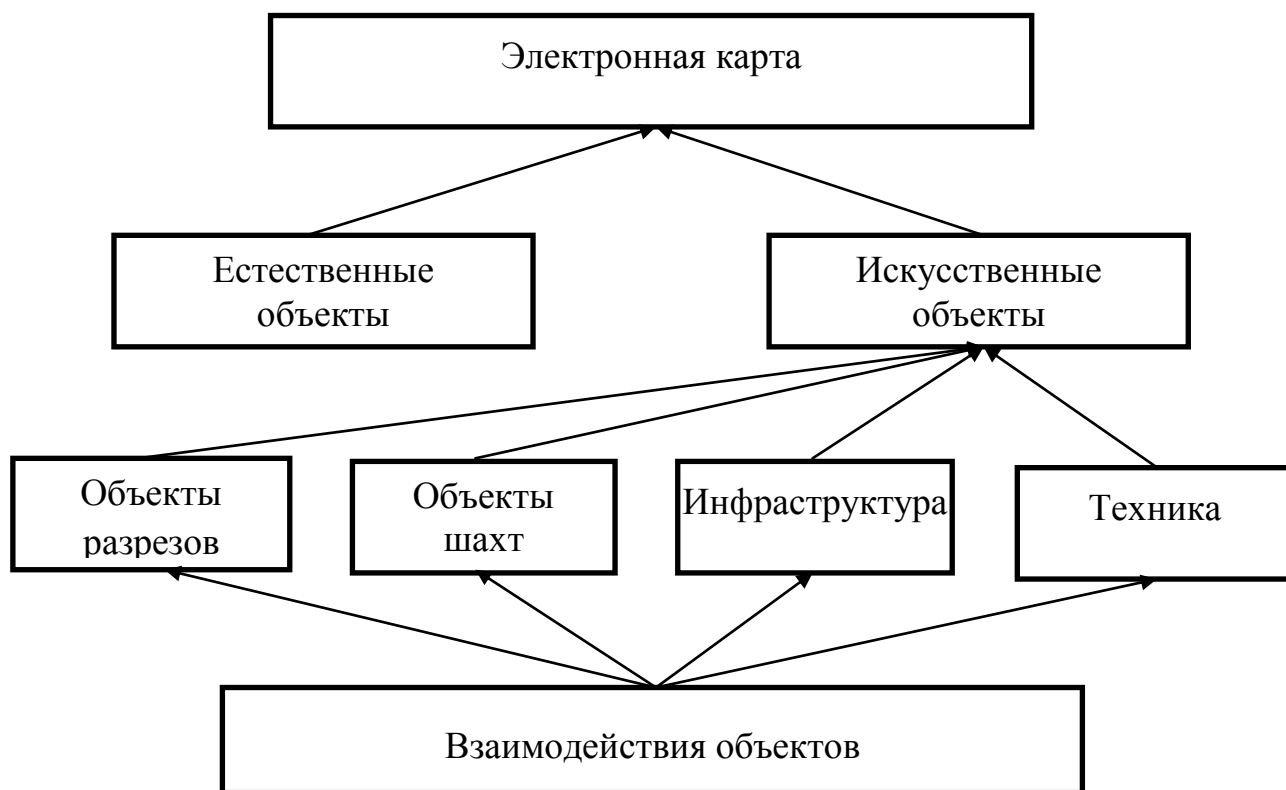 Электронная карта
Естественные
объекты
Искусственные
объекты
Объекты
разрезов
Объекты
шахт
Инфраструктура
Техника
Взаимодействия объектов